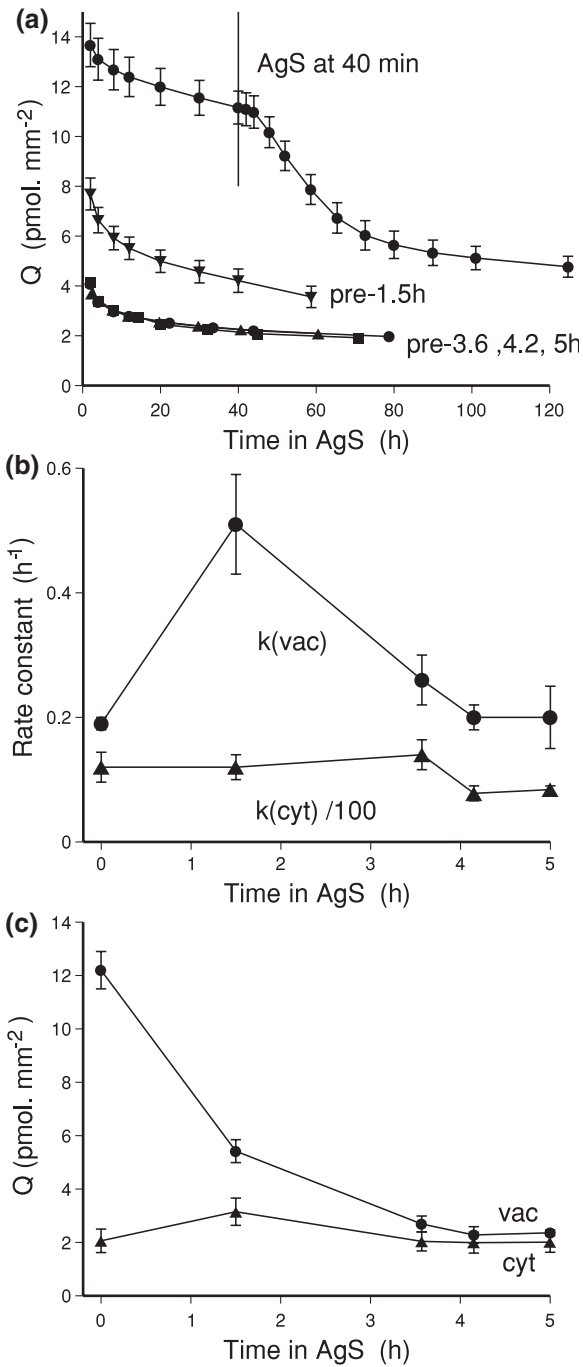 (a)
14
12
10
8
6
4
2
0
Q (pmol. mm-2)
AgS at 40 min
pre-1.5h
pre-3.6 ,4.2, 5h
0 20 40 60 80 100 120
Time in AgS (h)
(b)
0.6
0.4
0.2
0
Rate constant (h-1)
k(vac)
k(cyt) /100
0 1 2 3 4 5
Time in AgS (h)
(c)
14
12
10
8
6
4
2
0
Q (pmol. mm-2)
vac
cyt
0 1 2 3 4 5
Time in AgS (h)